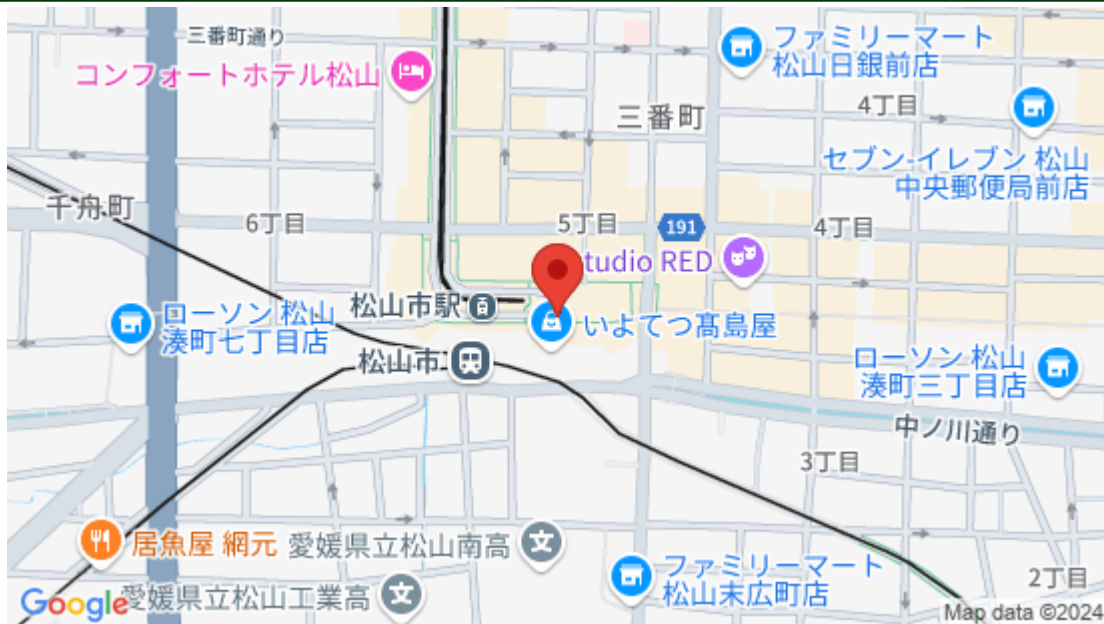 三番町通り
コンフォートホテル松山
ファミリーマート
松山日銀前店
4丁目
三番町
セブン-イレブン 松山
中央郵便局前店
千舟町
6丁目
5丁目
191
4丁目
tudio RED
松山市駅
ローソン 松山
湊町七丁目店
いよてつ髙島屋
松山市
ローソン 松山
湊町三丁目店
中ノ川通り
3丁目
居魚屋 網元
愛媛県立松山南高
文
ファミリーマート
松山末広町店
2丁目
Google
愛媛県立松山工業高
文
Map data ©2024